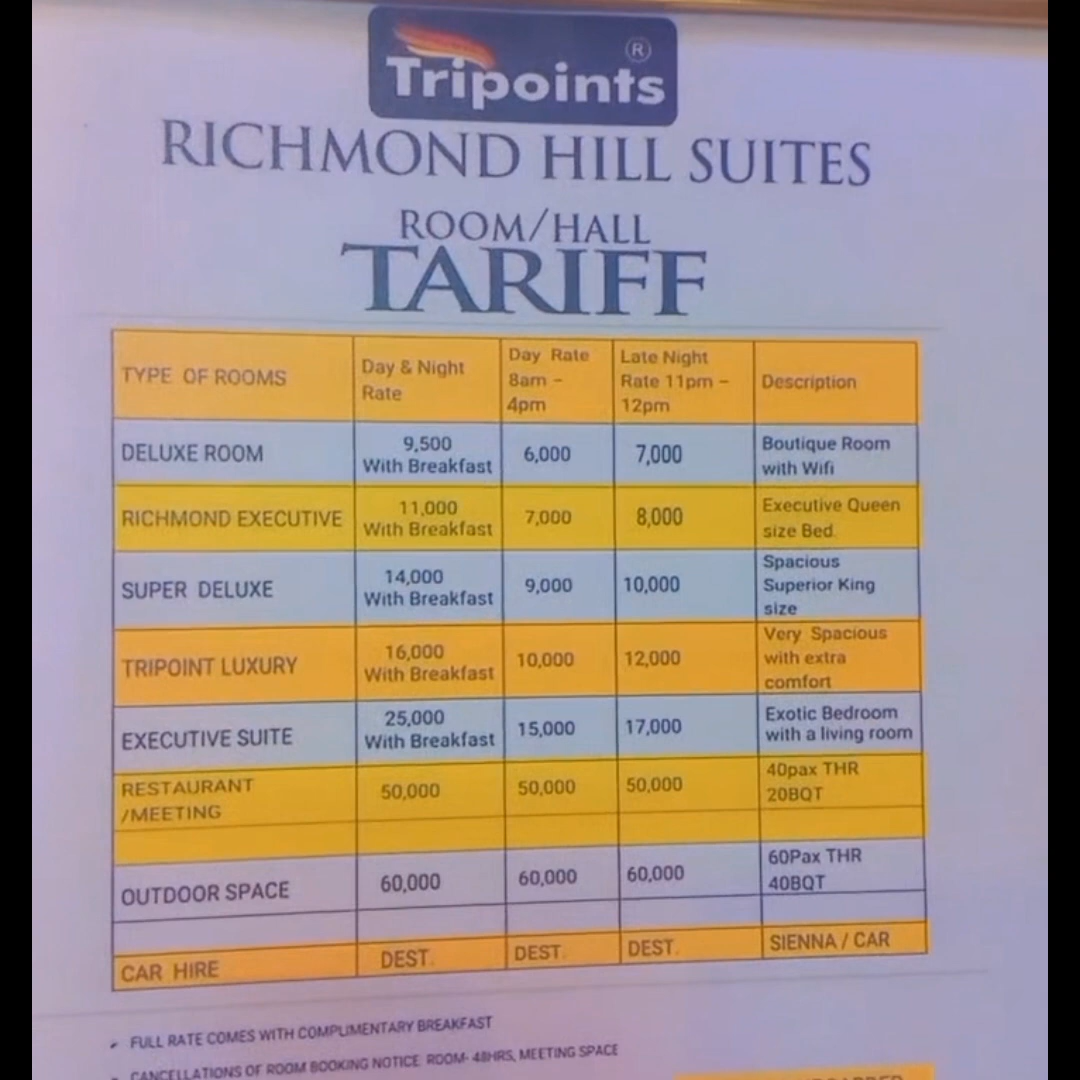 Tripoints ®
RICHMOND HILL SUITES
ROOM/HALL
TARIFF
TYPE OF ROOMS
Day & Night
Rate
Day Rate
8am –
4pm
Late Night
Rate 11pm –
12pm
Description
DELUXE ROOM
9,500
With Breakfast
6,000
7,000
Boutique Room
with Wifi
RICHMOND EXECUTIVE
11,000
With Breakfast
7,000
8,000
Executive Queen
size Bed.
SUPER DELUXE
14,000
With Breakfast
9,000
10,000
Spacious
Superior King
size
TRIPOINT LUXURY
16,000
With Breakfast
10,000
12,000
Very Spacious
with extra
comfort
EXECUTIVE SUITE
25,000
With Breakfast
15,000
17,000
Exotic Bedroom
with a living room
RESTAURANT
/MEETING
50,000
50,000
50,000
40pax THR
20BQT
OUTDOOR SPACE
60,000
60,000
60,000
60Pax THR
40BQT
CAR HIRE
DEST.
DEST.
DEST.
SIENNA / CAR
FULL RATE COMES WITH COMPLIMENTARY BREAKFAST
CANCELLATIONS OF ROOM BOOKING NOTICE: ROOM- 48HRS, MEETING SPACE